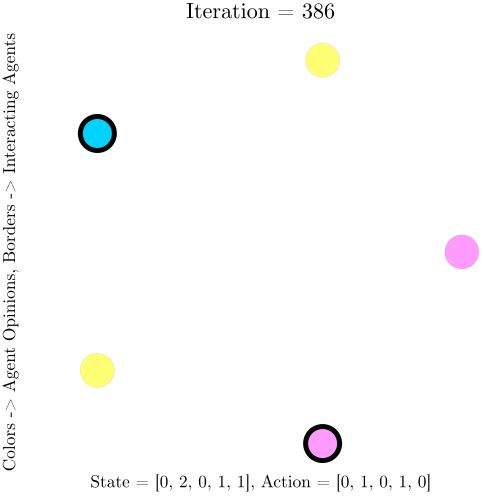 Iteration = 386
Colors -> Agent Opinions, Borders -> Interacting Agents
State = [0, 2, 0, 1, 1], Action = [0, 1, 0, 1, 0]